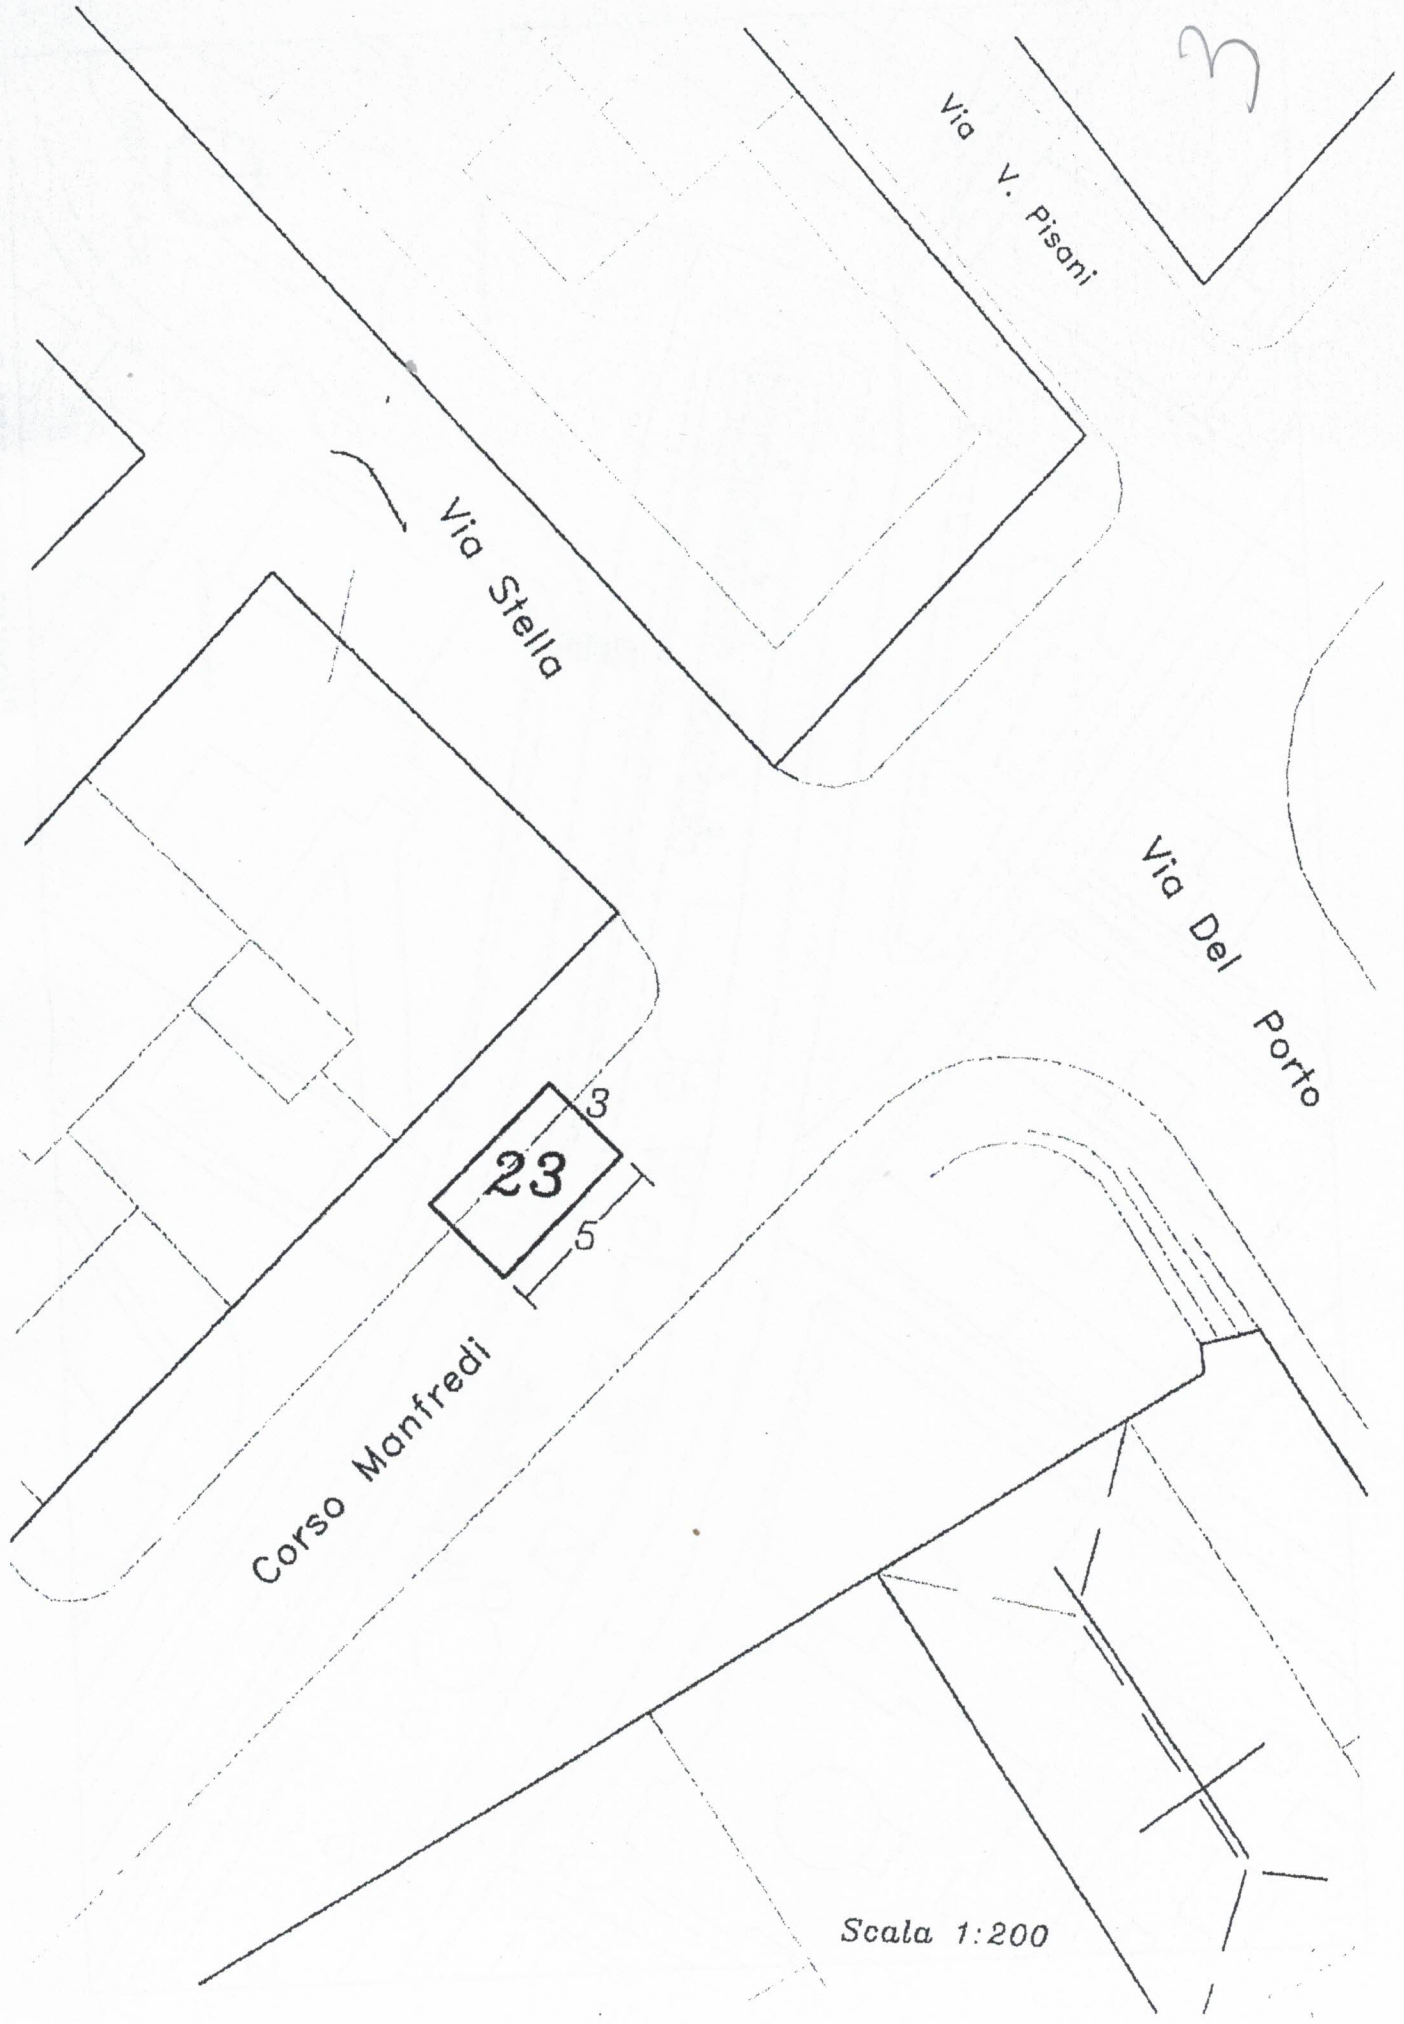 3
Via V. Pisani
Via Stella
Via Del Porto
3
23
5
Corso Manfredi
Scala 1:200